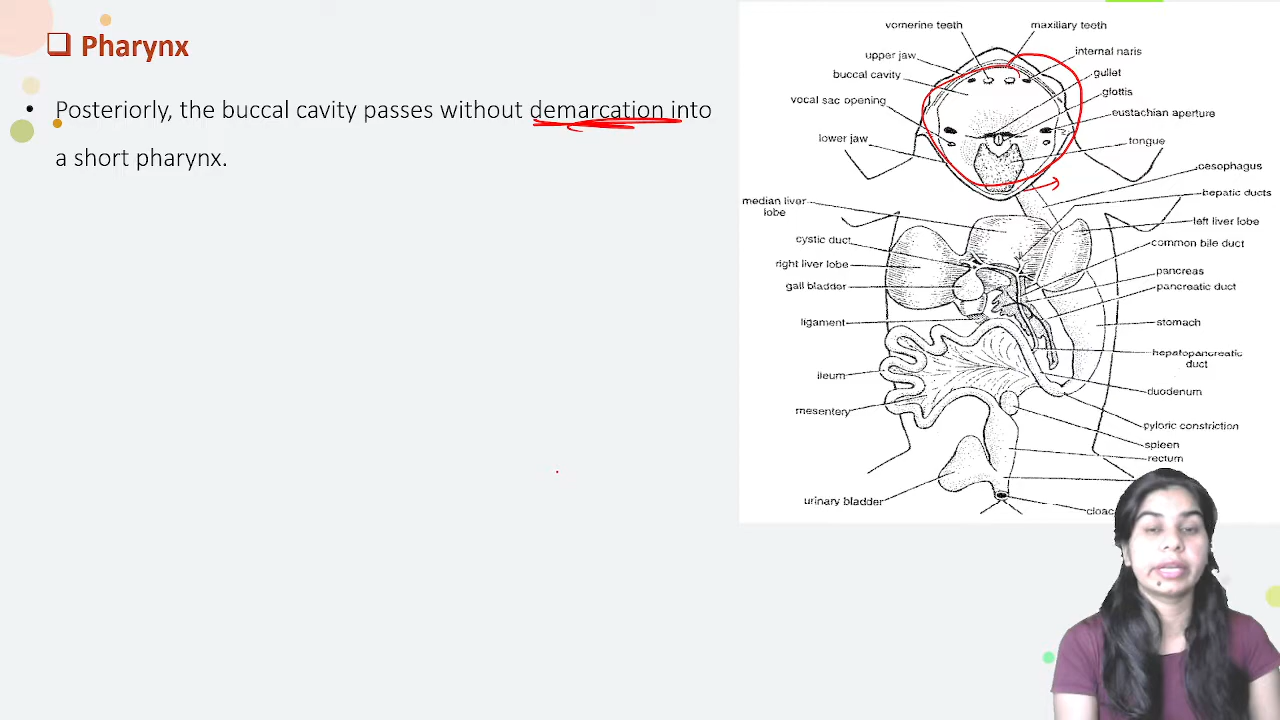 Pharynx
• Posteriorly, the buccal cavity passes without demarcation into
a short pharynx.
vomerine teeth
maxiliary teeth
upper jaw
internal naris
buccal cavity
gullet
vocal sac opening
glottis
eustachian aperture
lower jaw
tongue
oesophagus
hepatic ducts
median liver
lobe
left liver lobe
cystic duct
common bile duct
right liver lobe
pancreas
gall bladder
pancreatic duct
ligament
stomach
hepatopancreatic
duct
ileum
duodenum
mesentery
pyloric constriction
spleen
rectum
urinary bladder
cloac